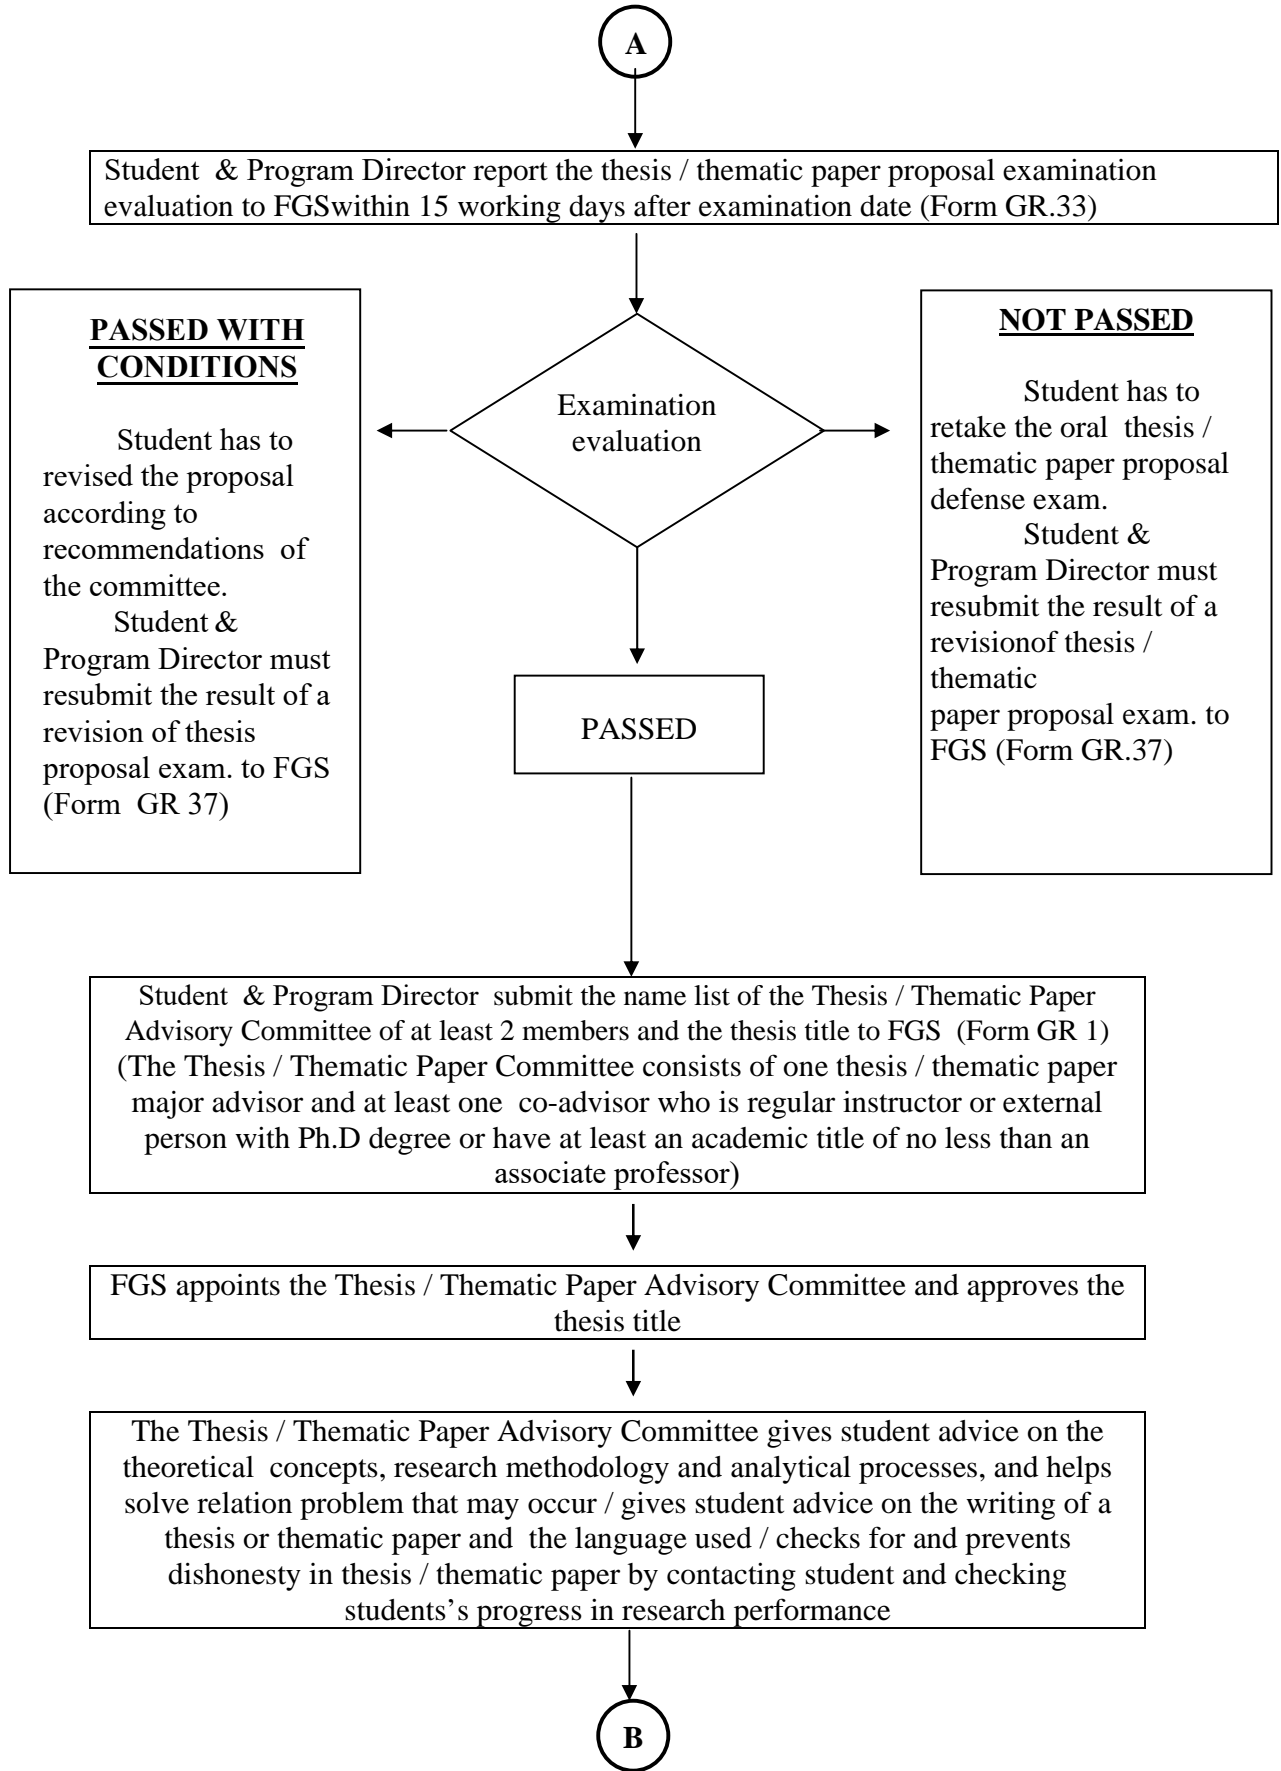 A
Student & Program Director report the thesis / thematic paper proposal examination
evaluation to FGSwithin 15 working days after examination date (Form GR.33)
PASSED WITH
CONDITIONS
Student has to
revised the proposal
according to
recommendations of
the committee.
Student &
Program Director must
resubmit the result of a
revision of thesis
proposal exam. to FGS
(Form GR 37)
Examination
evaluation
NOT PASSED
Student has to
retake the oral thesis /
thematic paper proposal
defense exam.
Student &
Program Director must
resubmit the result of a
revisionof thesis /
thematic
paper proposal exam. to
FGS (Form GR.37)
PASSED
Student & Program Director submit the name list of the Thesis / Thematic Paper
Advisory Committee of at least 2 members and the thesis title to FGS (Form GR 1)
(The Thesis / Thematic Paper Committee consists of one thesis / thematic paper
major advisor and at least one co-advisor who is regular instructor or external
person with Ph.D degree or have at least an academic title of no less than an
associate professor)
FGS appoints the Thesis / Thematic Paper Advisory Committee and approves the
thesis title
The Thesis / Thematic Paper Advisory Committee gives student advice on the
theoretical concepts, research methodology and analytical processes, and helps
solve relation problem that may occur / gives student advice on the writing of a
thesis or thematic paper and the language used / checks for and prevents
dishonesty in thesis / thematic paper by contacting student and checking
students’s progress in research performance
B